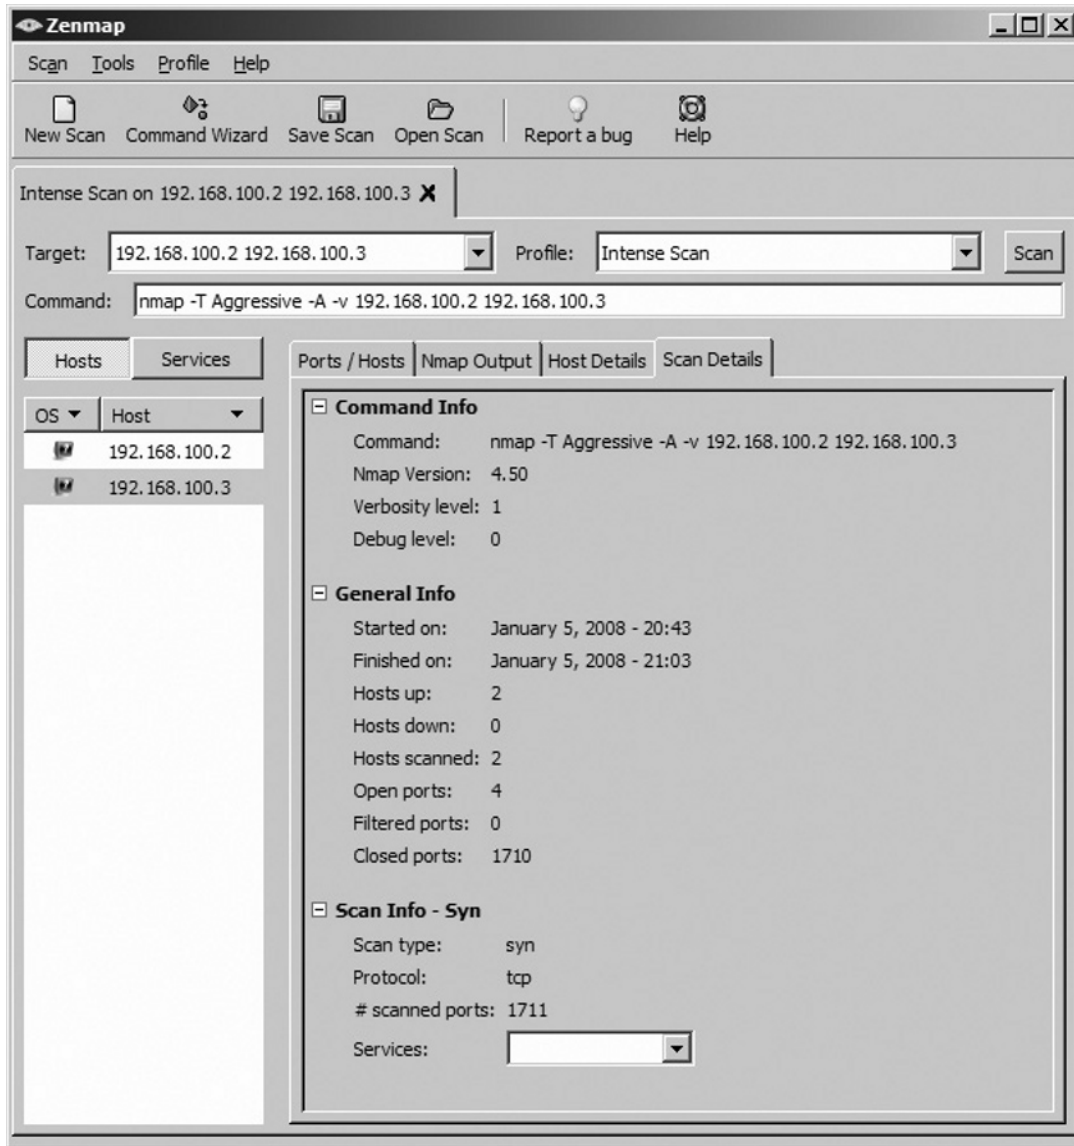 Zenmap
Scan Tools Profile Help
New Scan Command Wizard Save Scan Open Scan Report a bug Help
Intense Scan on 192.168.100.2 192.168.100.3
Target: 192.168.100.2 192.168.100.3 Profile: Intense Scan Scan
Command: nmap -T Aggressive -A -v 192.168.100.2 192.168.100.3
Hosts Services
Ports / Hosts Nmap Output Host Details Scan Details
OS Host
192.168.100.2
192.168.100.3
Command Info
Command: nmap -T Aggressive -A -v 192.168.100.2 192.168.100.3
Nmap Version: 4.50
Verbosity level: 1
Debug level: 0
General Info
Started on: January 5, 2008 - 20:43
Finished on: January 5, 2008 - 21:03
Hosts up: 2
Hosts down: 0
Hosts scanned: 2
Open ports: 4
Filtered ports: 0
Closed ports: 1710
Scan Info - Syn
Scan type: syn
Protocol: tcp
# scanned ports: 1711
Services: